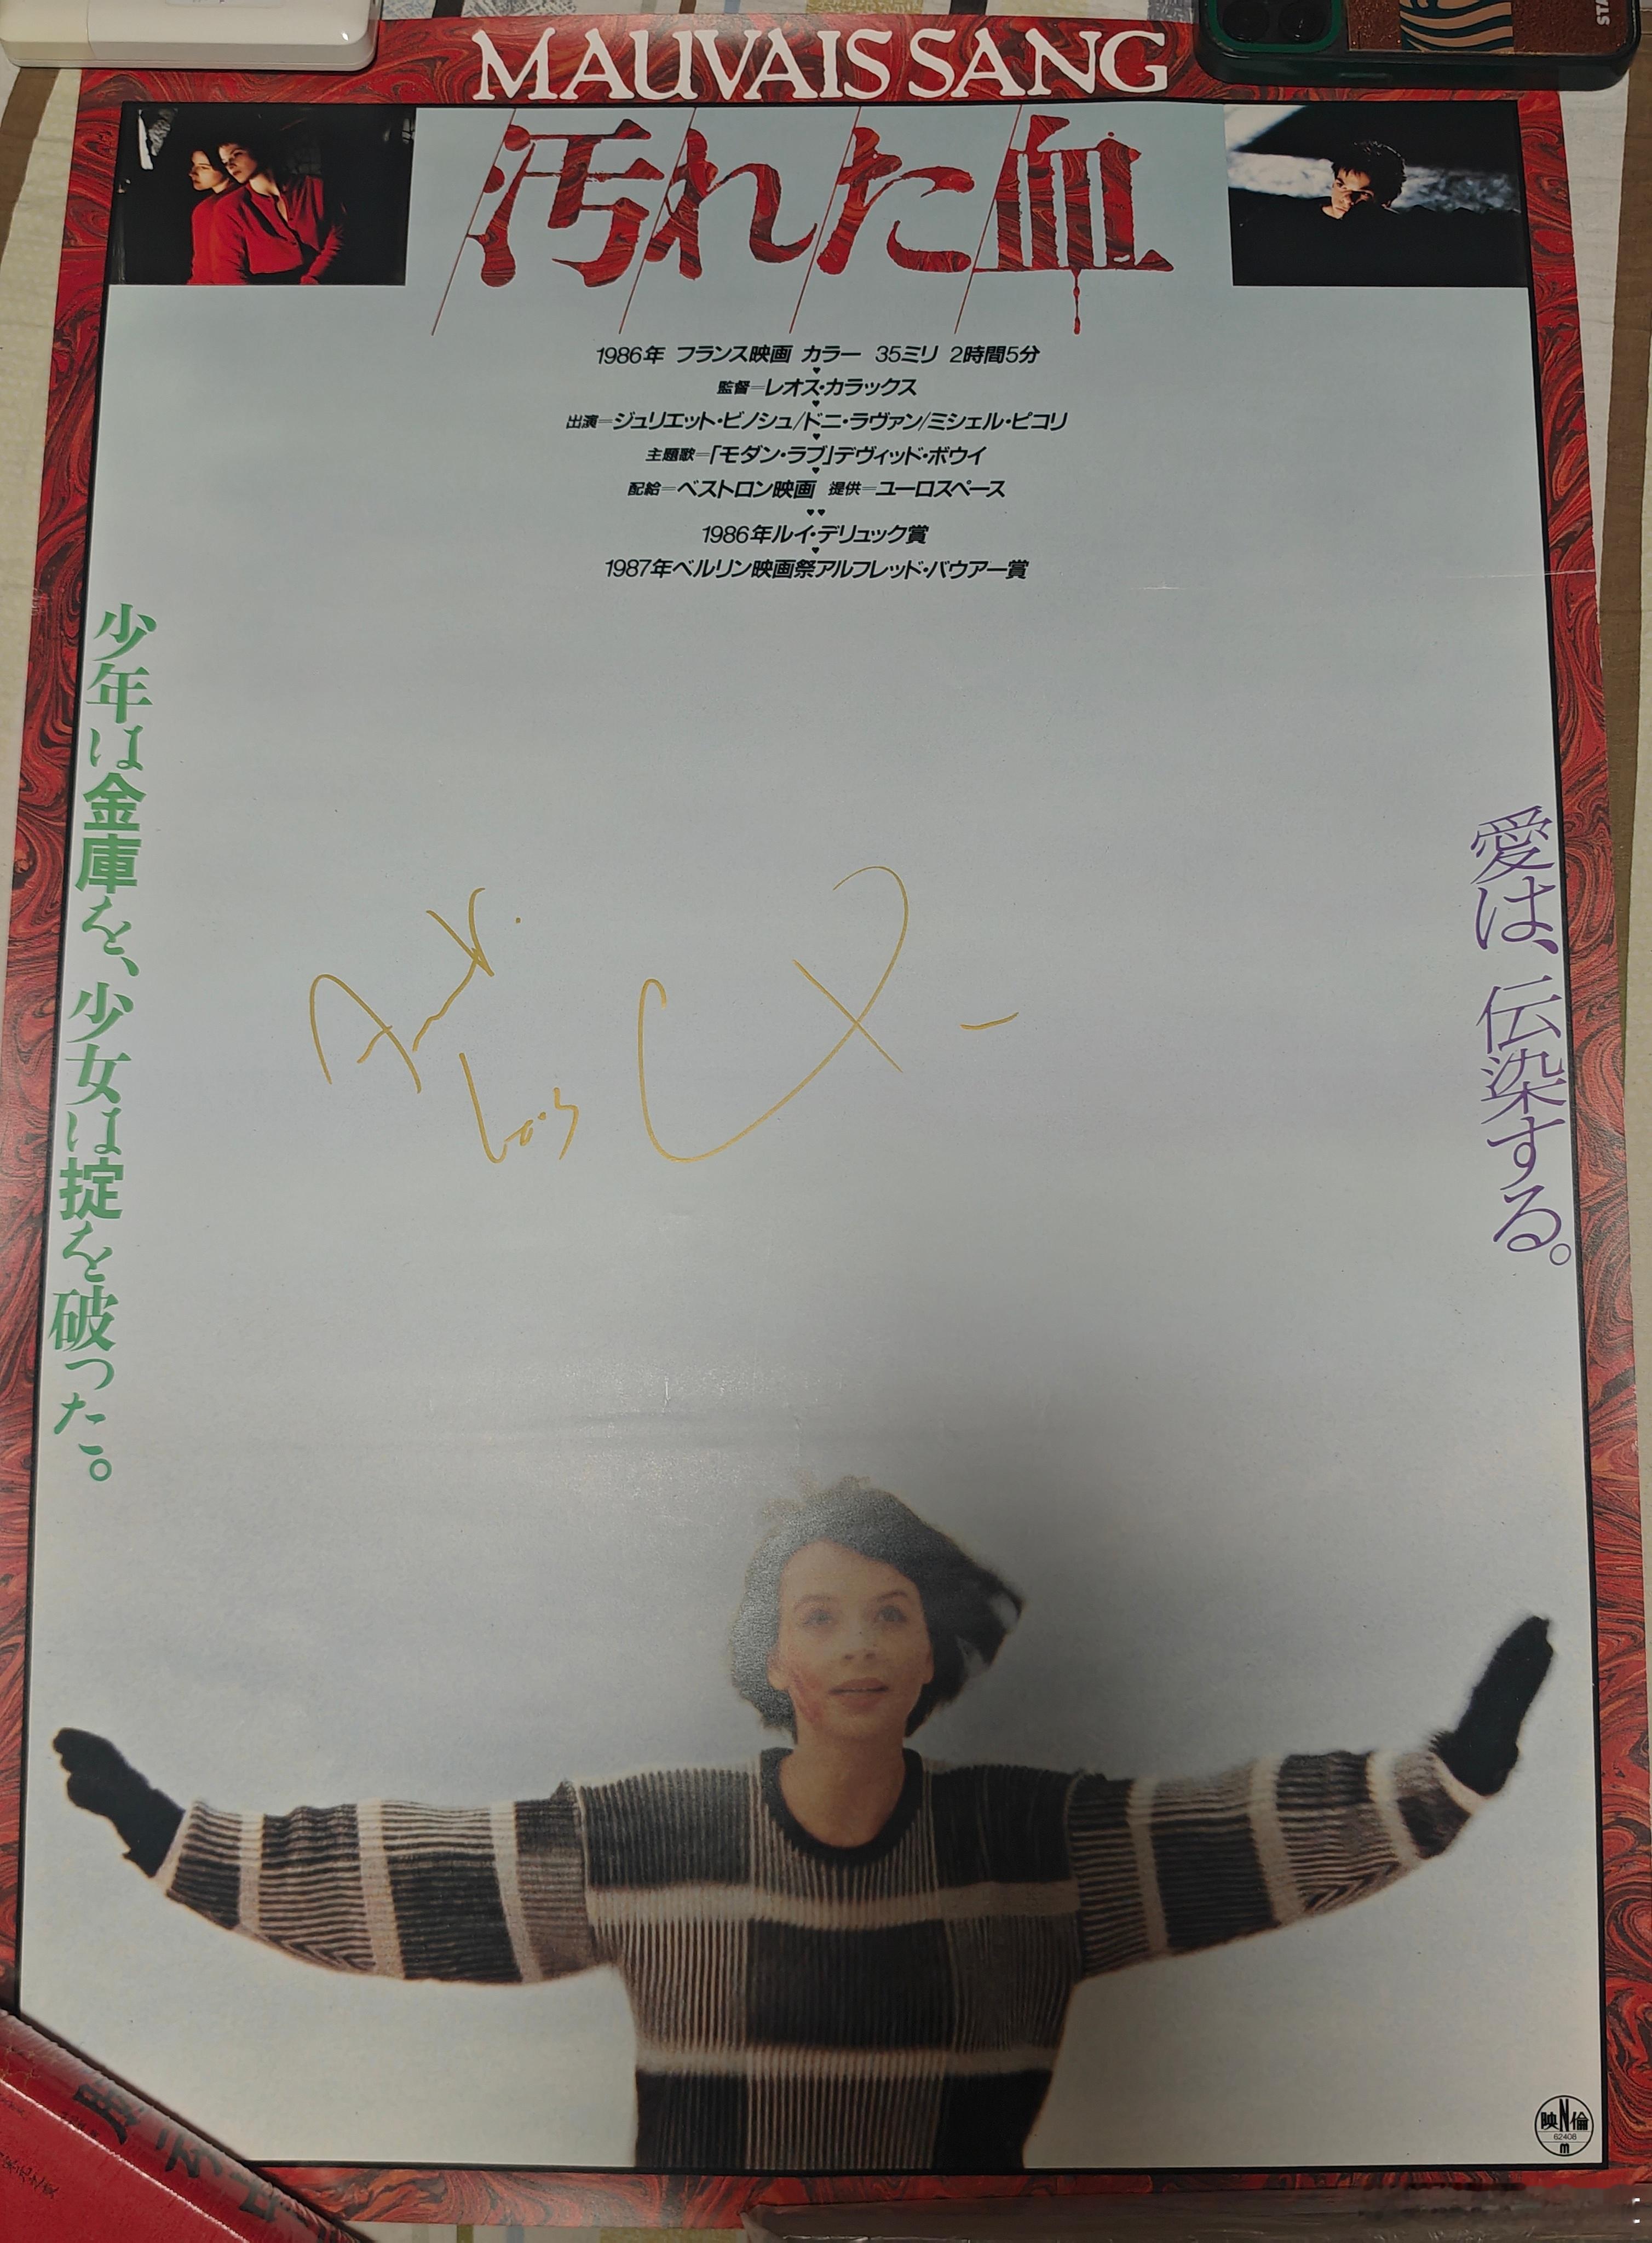 MAUVAIS SANG
汚れた血
1986年 フランス映画 カラー 35ミリ 2時間5分
監督=レオス・カラックス
出演=ジュリエット・ビノシュ/ドニ・ラヴァン/ミシェル・ピコリ
主題歌=「モダン・ラブ」デヴィッド・ボウイ
配給=ベストロン映画 提供=ユーロスペース
1986年ルイ・デリュック賞
1987年ベルリン映画祭アルフレッド・バウアー賞
愛は、伝染する。
少年は金庫を、少女は掟を破った。
映倫
62408
STA